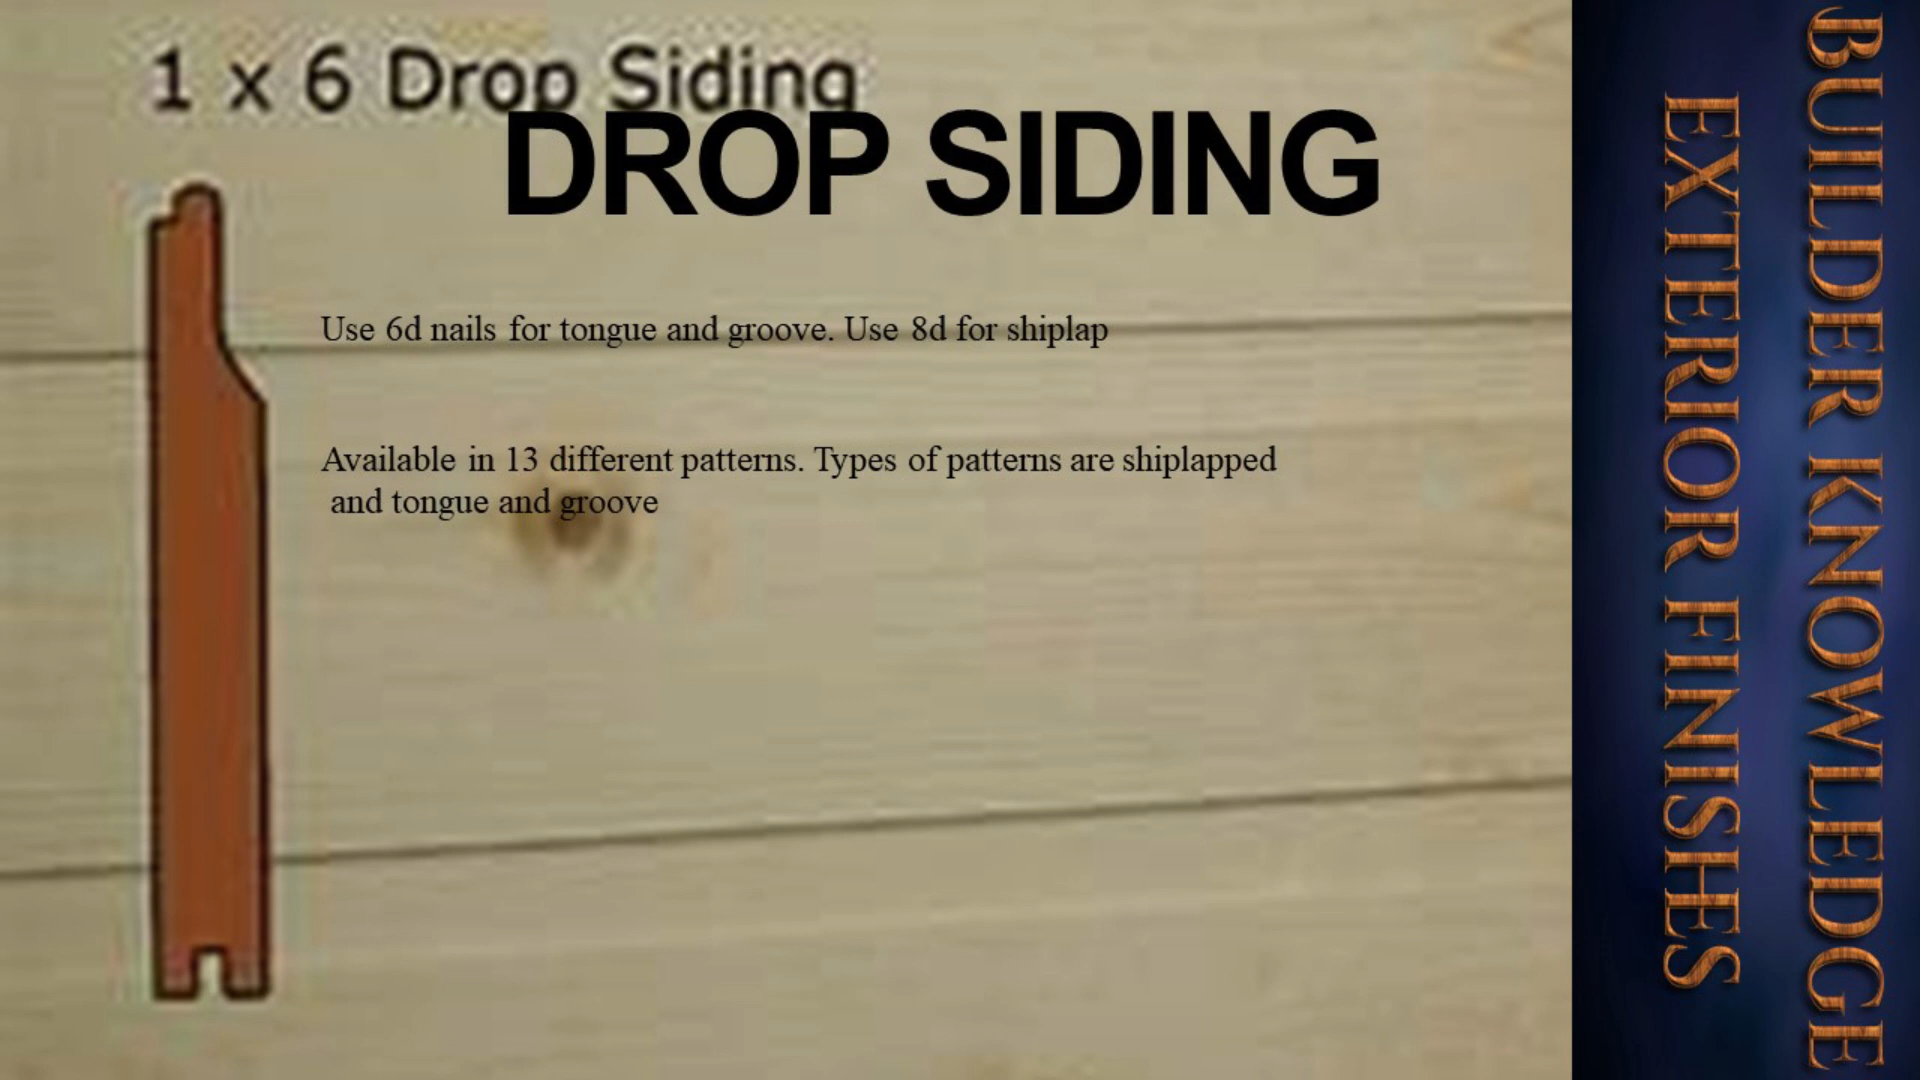 1 x 6 Drop Siding
DROP SIDING
Use 6d nails for tongue and groove. Use 8d for shiplap
Available in 13 different patterns. Types of patterns are shiplapped
and tongue and groove
BUILDER KNOWLEDGE
EXTERIOR FINISHES